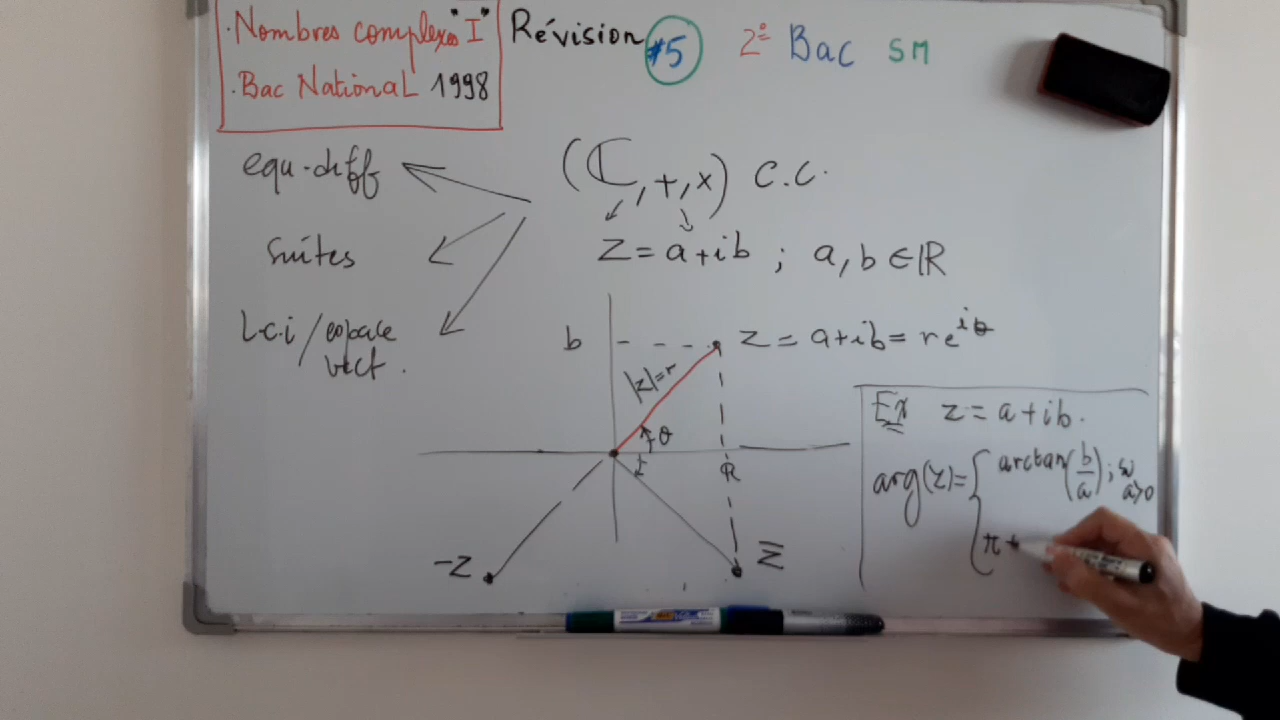 . Nombres complexes "I"
. Bac National 1998
Révision #5 2e Bac SM
equ-diff
Suites
L.c.i / espace
vect.
(ℂ, +, ×) C.C.
Z = a + ib ; a, b ∈ ℝ
b
z = a + ib = re^{iθ}
|z| = r
θ
-Z
Z̅
Ex z = a + ib.
arg(z) = { arctan(b/a) ; si
a>0
π +